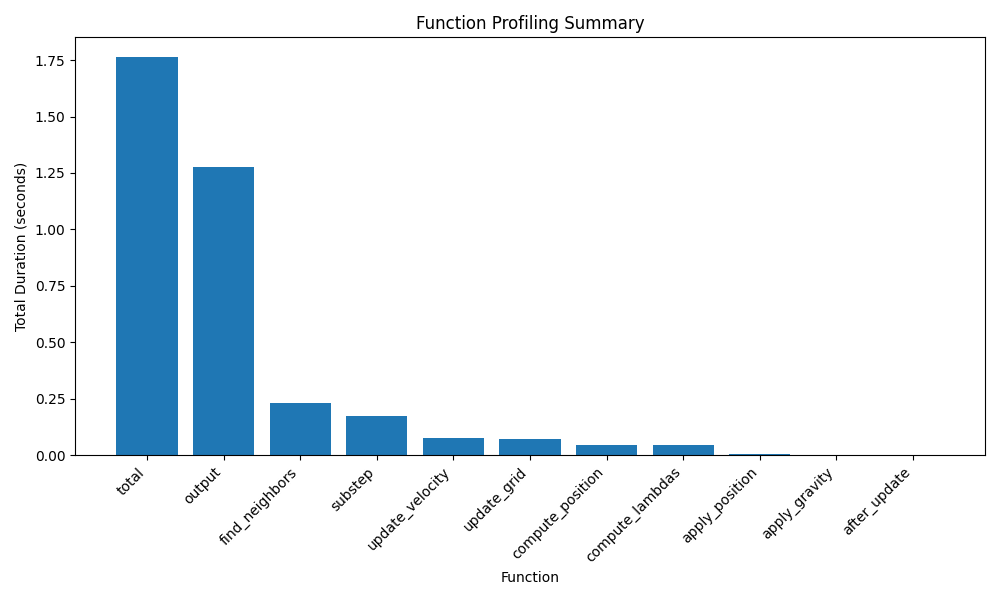 Function Profiling Summary
Total Duration (seconds)
1.75
1.50
1.25
1.00
0.75
0.50
0.25
0.00
total
output
find_neighbors
substep
update_velocity
update_grid
compute_position
compute_lambdas
apply_position
apply_gravity
after_update
Function